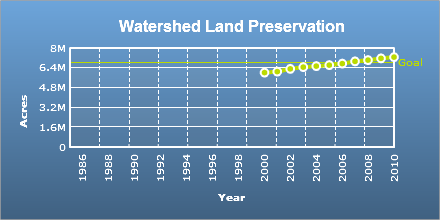 Watershed Land Preservation
8M
6.4M
4.8M
3.2M
1.6M
0
Goal
Acres
1986 1988 1990 1992 1994 1996 1998 2000 2002 2004 2006 2008 2010
Year